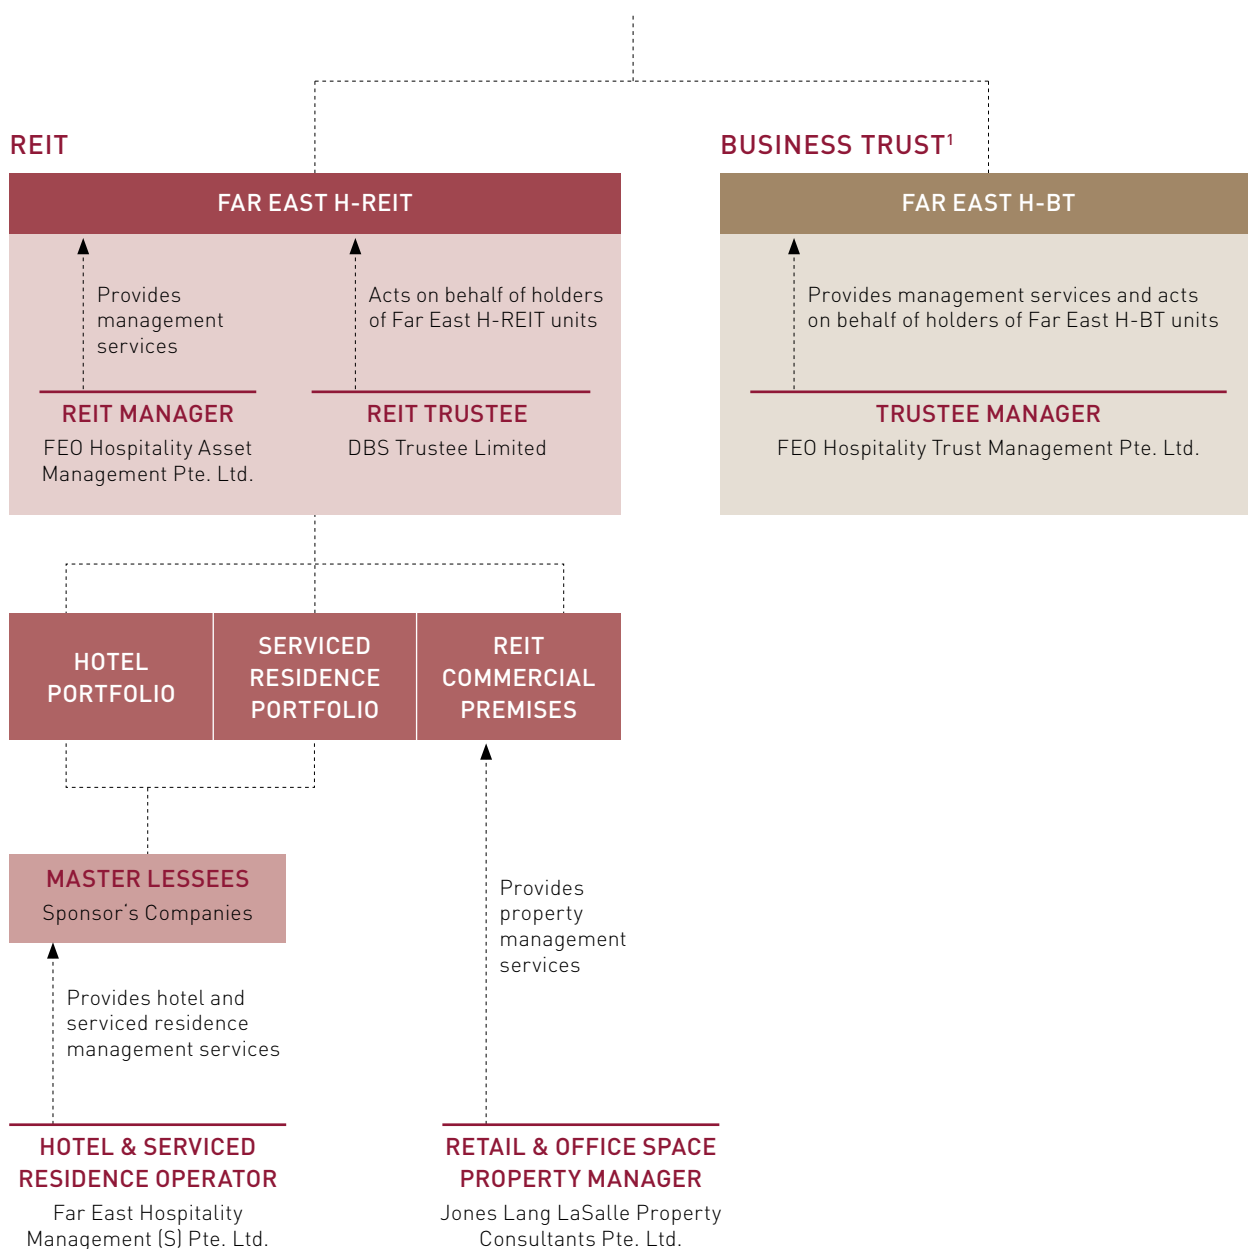 REIT
BUSINESS TRUST¹
FAR EAST H-REIT
FAR EAST H-BT
Provides
management
services
Acts on behalf of holders
of Far East H-REIT units
Provides management services and acts
on behalf of holders of Far East H-BT units
REIT MANAGER
FEO Hospitality Asset
Management Pte. Ltd.
REIT TRUSTEE
DBS Trustee Limited
TRUSTEE MANAGER
FEO Hospitality Trust Management Pte. Ltd.
HOTEL
PORTFOLIO
SERVICED
RESIDENCE
PORTFOLIO
REIT
COMMERCIAL
PREMISES
MASTER LESSEES
Sponsor's Companies
Provides
property
management
services
Provides hotel and
serviced residence
management services
HOTEL & SERVICED
RESIDENCE OPERATOR
Far East Hospitality
Management (S) Pte. Ltd.
RETAIL & OFFICE SPACE
PROPERTY MANAGER
Jones Lang LaSalle Property
Consultants Pte. Ltd.